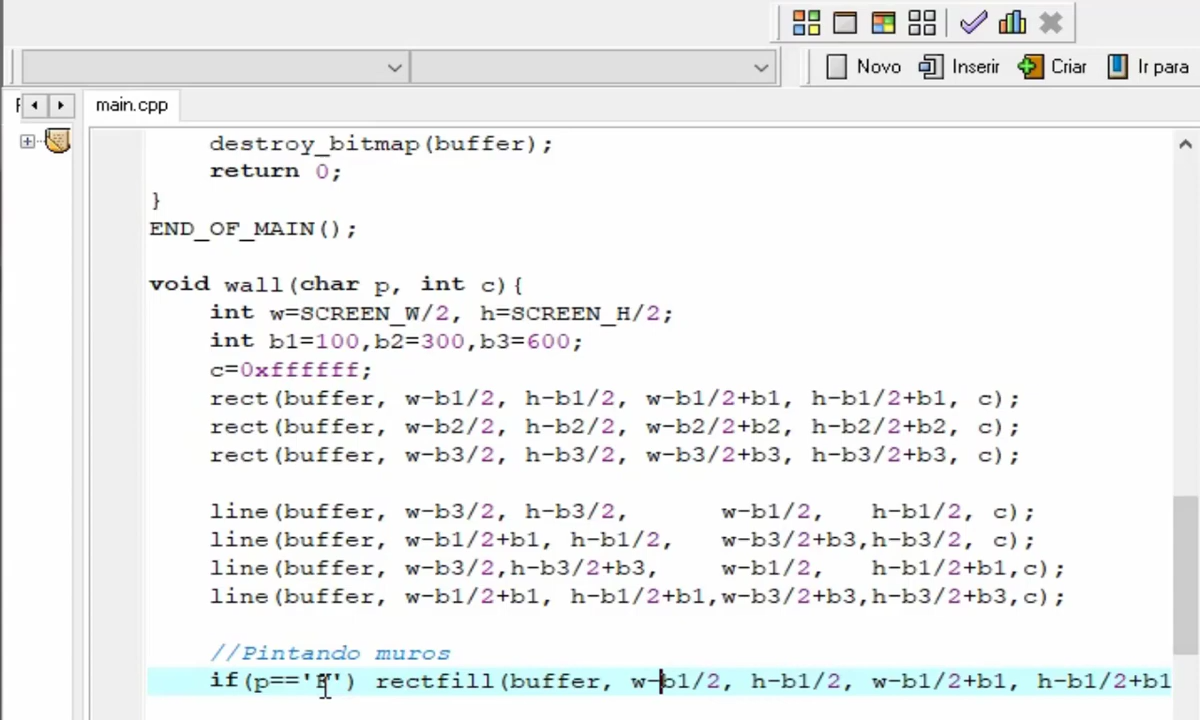 Novo Inserir Criar Ir para
main.cpp
destroy_bitmap(buffer);
return 0;
}
END_OF_MAIN();
void wall(char p, int c){
int w=SCREEN_W/2, h=SCREEN_H/2;
int b1=100,b2=300,b3=600;
c=0xffffff;
rect(buffer, w-b1/2, h-b1/2, w-b1/2+b1, h-b1/2+b1, c);
rect(buffer, w-b2/2, h-b2/2, w-b2/2+b2, h-b2/2+b2, c);
rect(buffer, w-b3/2, h-b3/2, w-b3/2+b3, h-b3/2+b3, c);
line(buffer, w-b3/2, h-b3/2, w-b1/2, h-b1/2, c);
line(buffer, w-b1/2+b1, h-b1/2, w-b3/2+b3,h-b3/2, c);
line(buffer, w-b3/2,h-b3/2+b3, w-b1/2, h-b1/2+b1,c);
line(buffer, w-b1/2+b1, h-b1/2+b1,w-b3/2+b3,h-b3/2+b3,c);
//Pintando muros
rectfill(buffer, w-b1/2, h-b1/2, w-b1/2+b1, h-b1/2+b1